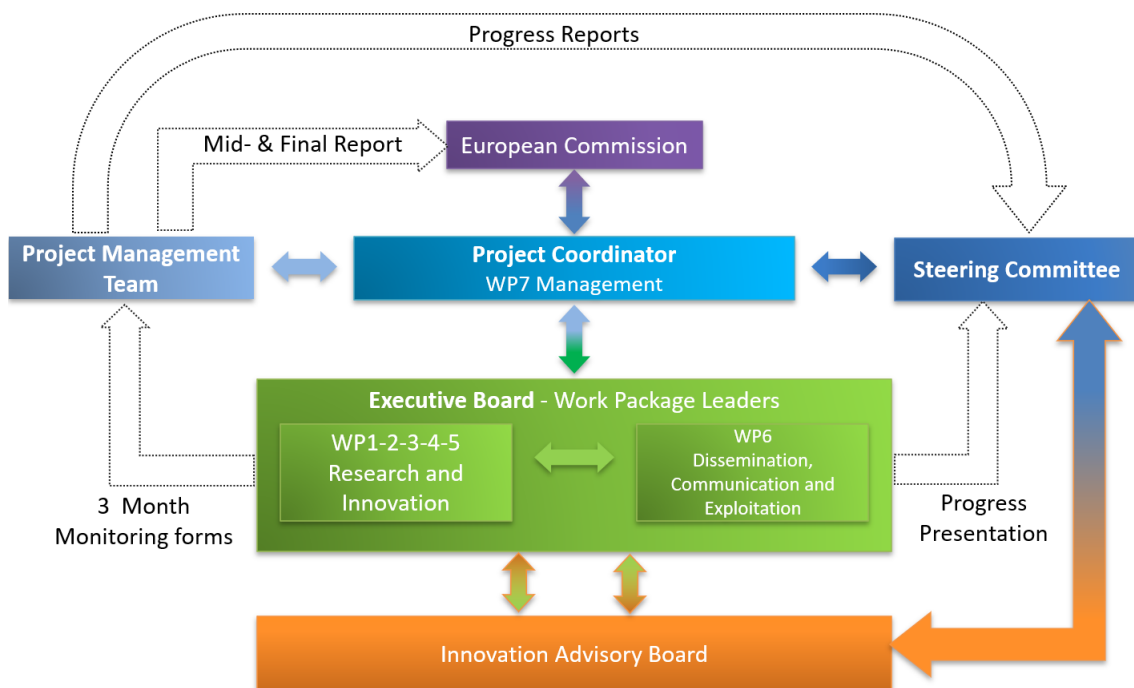 Progress Reports
Mid- & Final Report
European Commission
Project Management
Team
Project Coordinator
WP7 Management
Steering Committee
Executive Board - Work Package Leaders
WP1-2-3-4-5
Research and
Innovation
WP6
Dissemination,
Communication and
Exploitation
3 Month
Monitoring forms
Progress
Presentation
Innovation Advisory Board